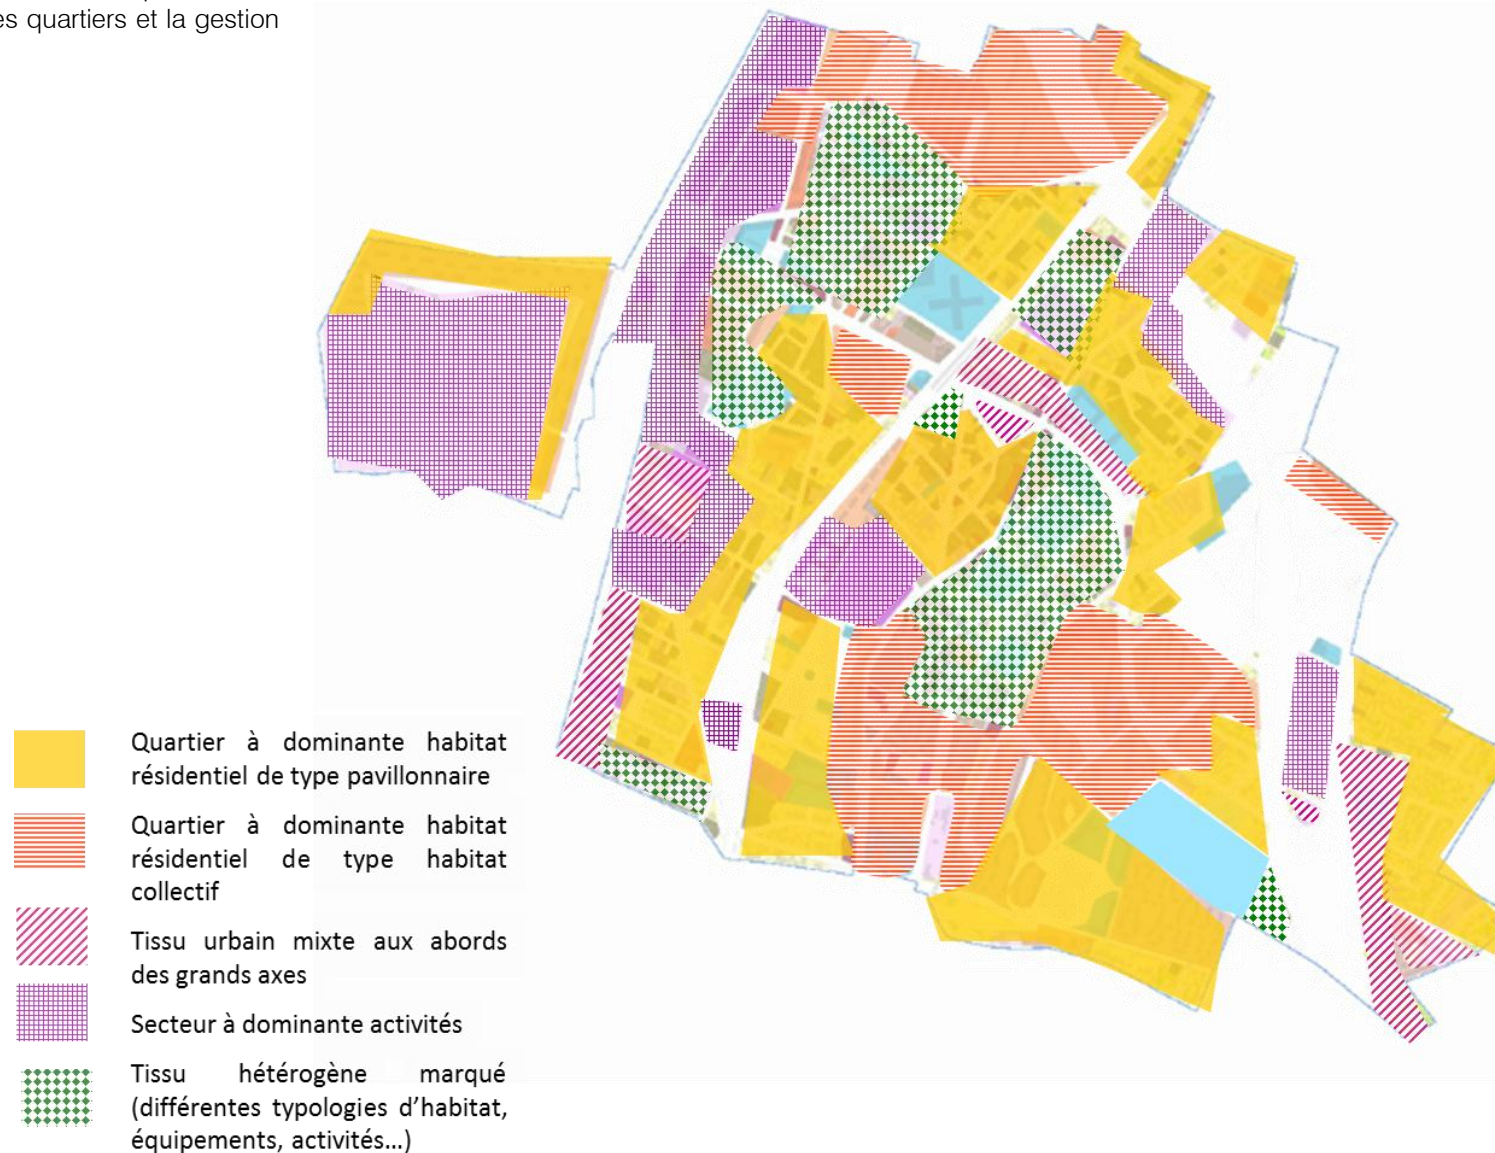 es quartiers et la gestion
Quartier à dominante habitat
résidentiel de type pavillonnaire
Quartier à dominante habitat
résidentiel de type habitat
collectif
Tissu urbain mixte aux abords
des grands axes
Secteur à dominante activités
Tissu hétérogène marqué
(différentes typologies d'habitat,
équipements, activités...)